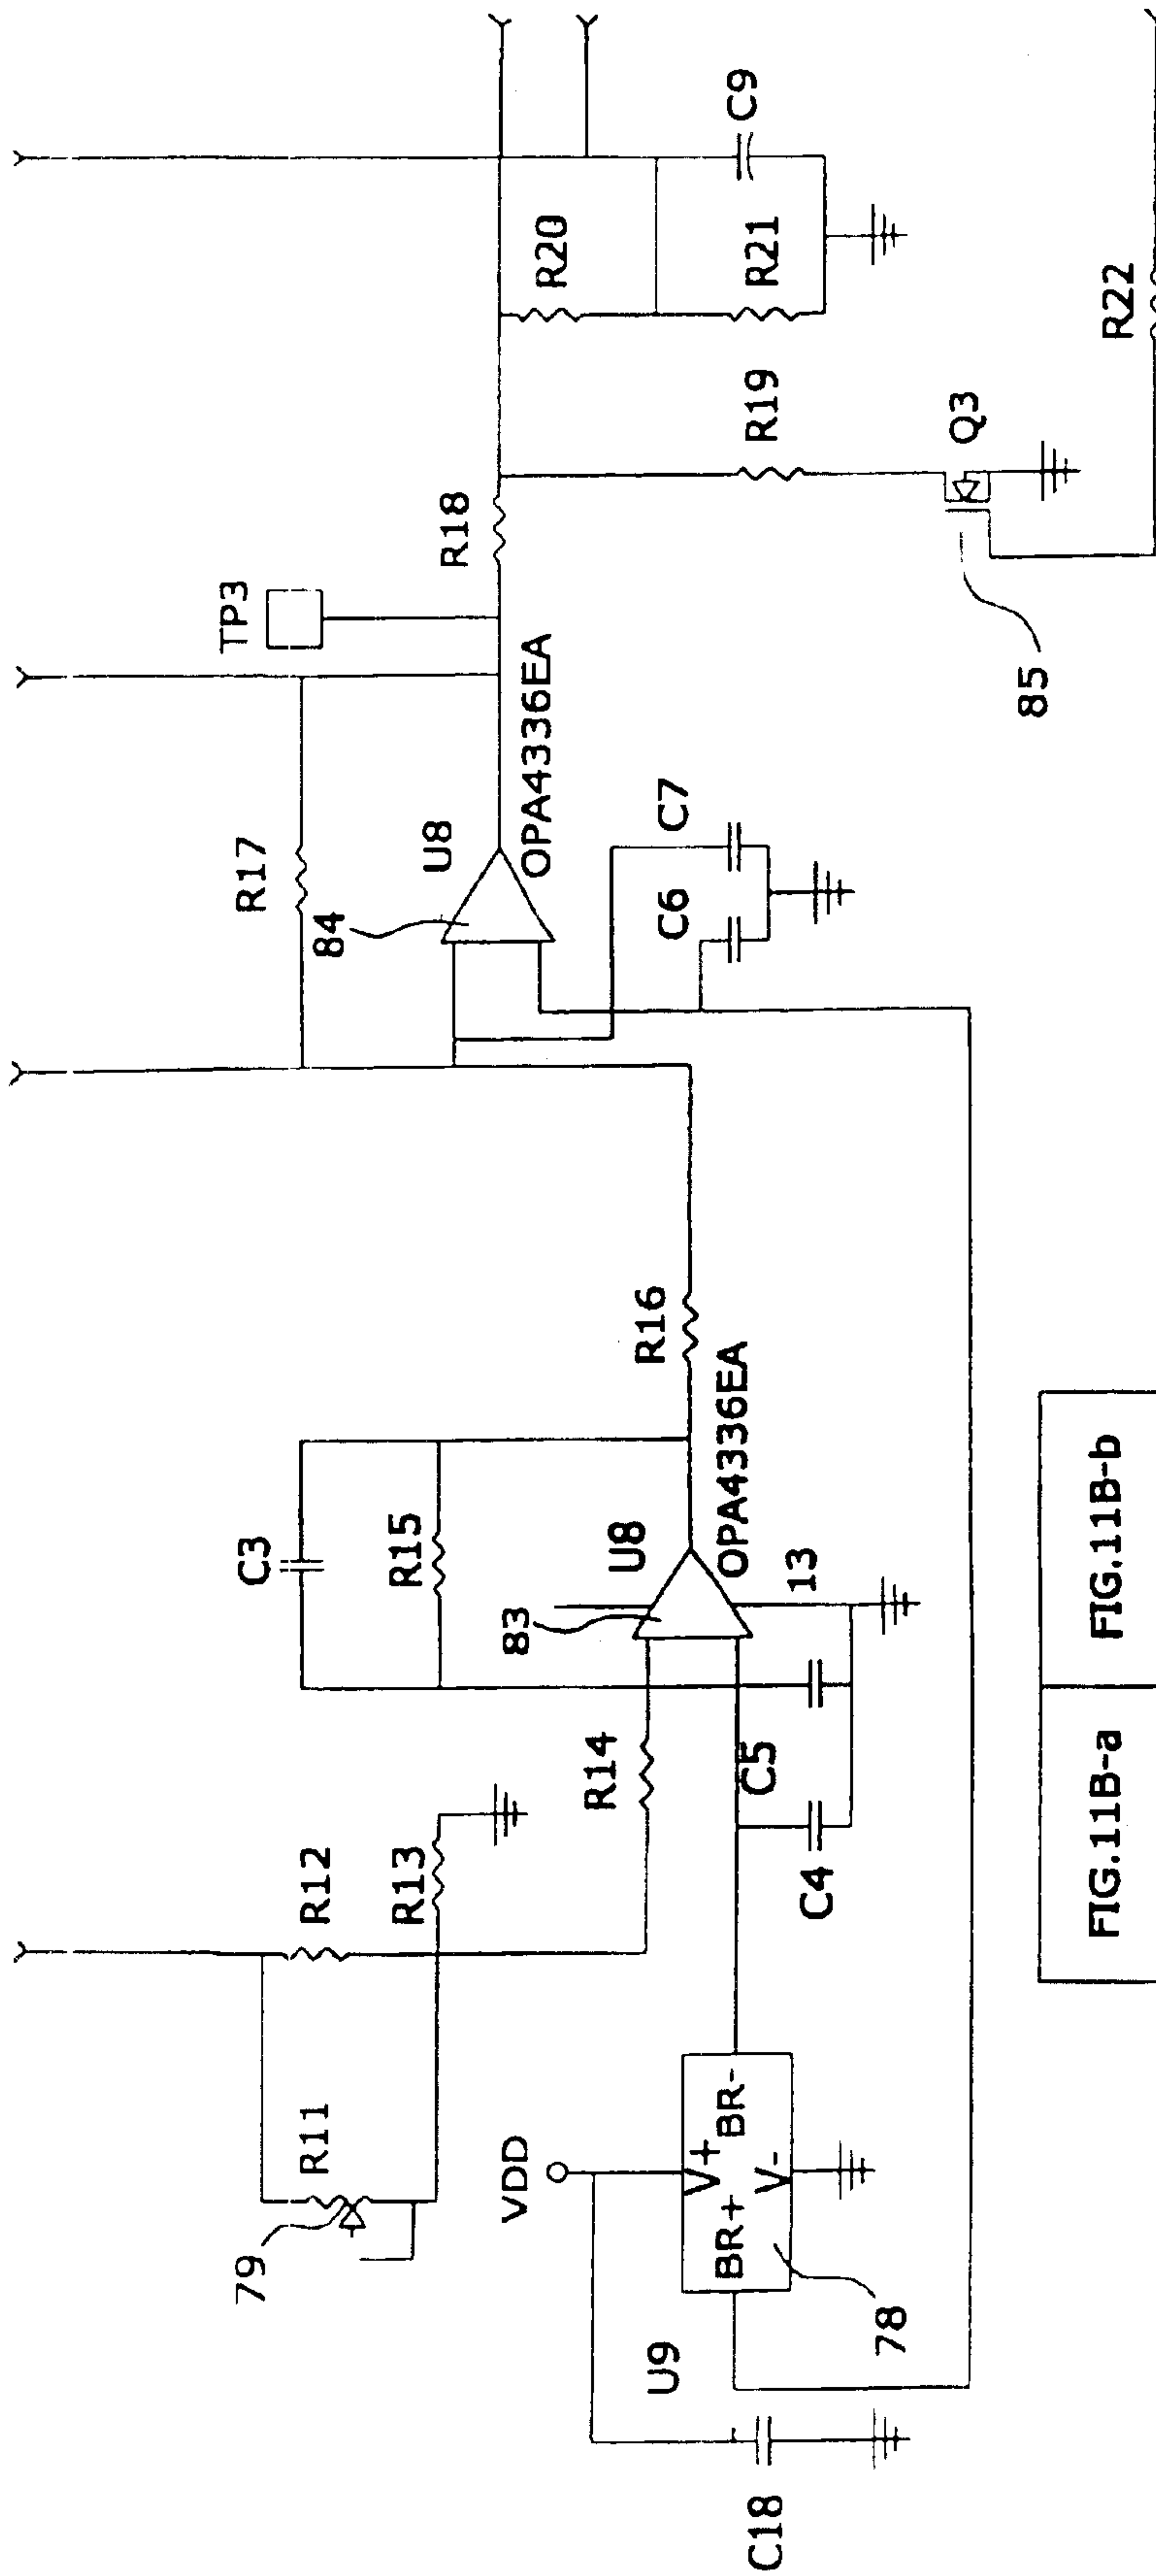 79
R11
R12
R13
VDD
U9
C18
BR+
V+
V-
BR-
78
C4
C5
R14
C3
R15
83
U8
OPA4336EA
13
R16
R17
84
U8
OPA4336EA
C6
C7
TP3
R18
R19
R20
R21
C9
Q3
85
R22
FIG.11B-a
FIG.11B-b